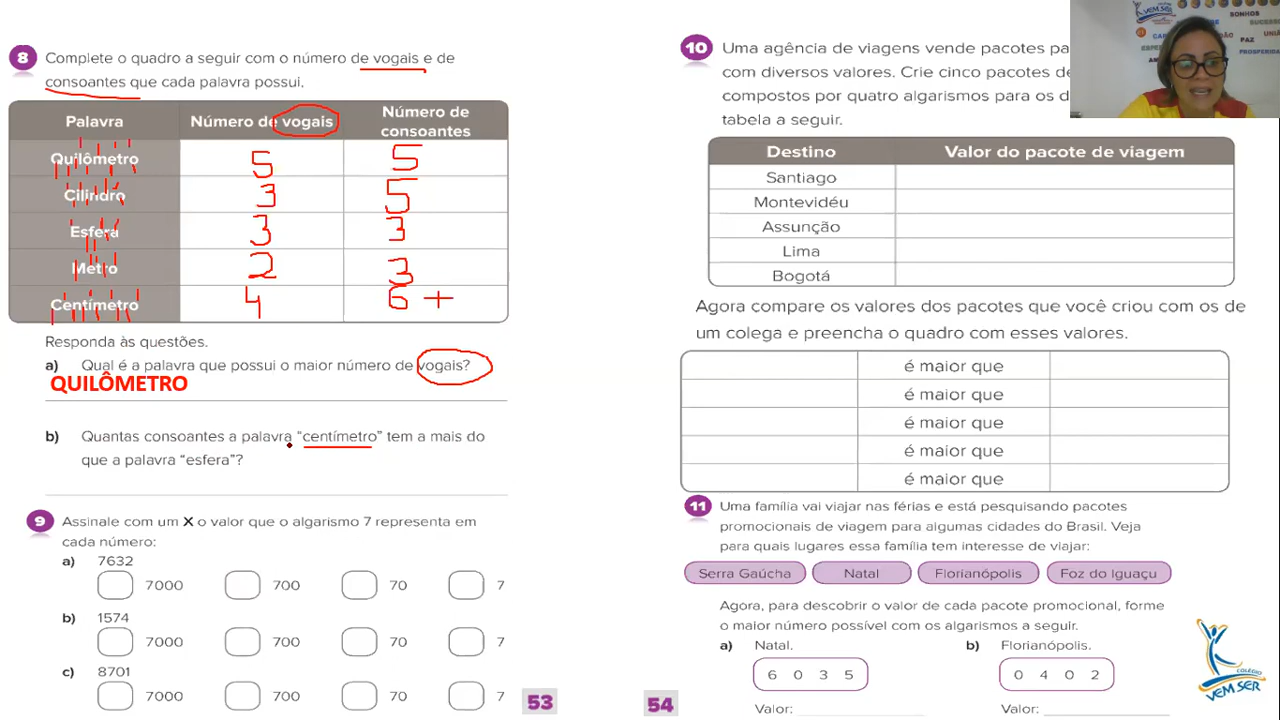 8 Complete o quadro a seguir com o número de vogais e de
consoantes que cada palavra possui.
Palavra Número de vogais Número de consoantes
Quilômetro 5 5
Cilindro 3 5
Esfera 3 3
Metro 2 3
Centímetro 4 6 +
Responda às questões.
a) Qual é a palavra que possui o maior número de vogais?
QUILÔMETRO
b) Quantas consoantes a palavra “centímetro” tem a mais do
que a palavra “esfera”?
9 Assinale com um X o valor que o algarismo 7 representa em
cada número:
a) 7632
7000 700 70 7
b) 1574
7000 700 70 7
c) 8701
7000 700 70 7
53
10 Uma agência de viagens vende pacotes
com diversos valores. Crie cinco pacotes
compostos por quatro algarismos para os
tabela a seguir.
Destino Valor do pacote de viagem
Santiago
Montevidéu
Assunção
Lima
Bogotá
Agora compare os valores dos pacotes que você criou com os de
um colega e preencha o quadro com esses valores.
é maior que
é maior que
é maior que
é maior que
é maior que
11 Uma família vai viajar nas férias e está pesquisando pacotes
promocionais de viagem para algumas cidades do Brasil. Veja
para quais lugares essa família tem interesse de viajar:
Serra Gaúcha Natal Florianópolis Foz do Iguaçu
Agora, para descobrir o valor de cada pacote promocional, forme
o maior número possível com os algarismos a seguir.
a) Natal. b) Florianópolis.
6 0 3 5 0 4 0 2
Valor: Valor:
54
COLÉGIO
VEM SER
VEM SER
SONHOS
PAZ